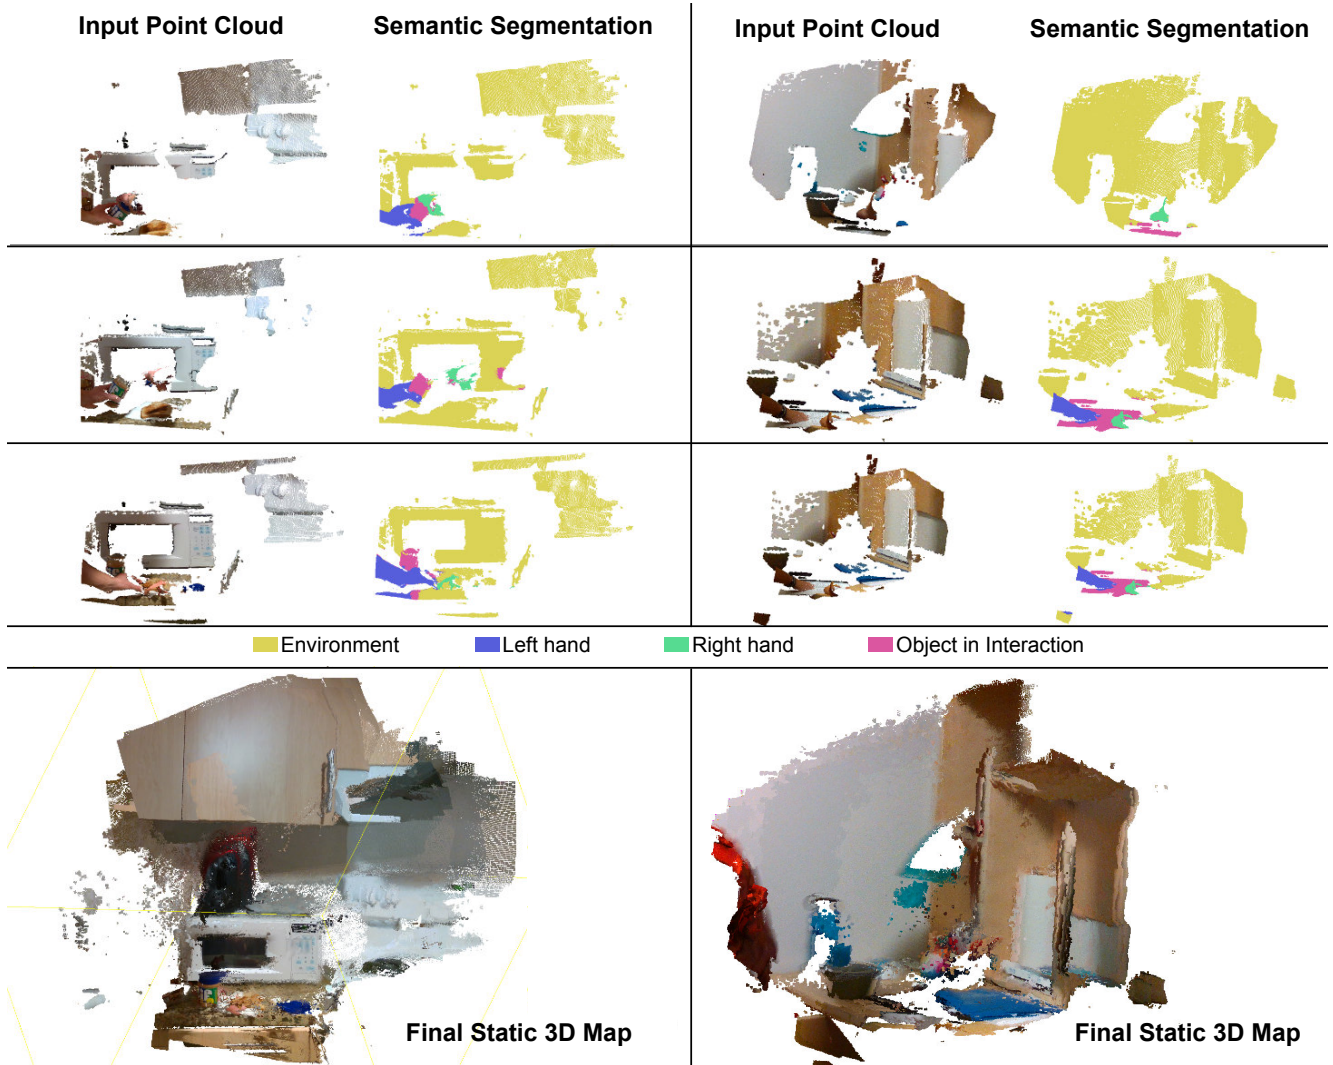 Input Point Cloud
Semantic Segmentation
Input Point Cloud
Semantic Segmentation
Environment
Left hand
Right hand
Object in Interaction
Final Static 3D Map
Final Static 3D Map